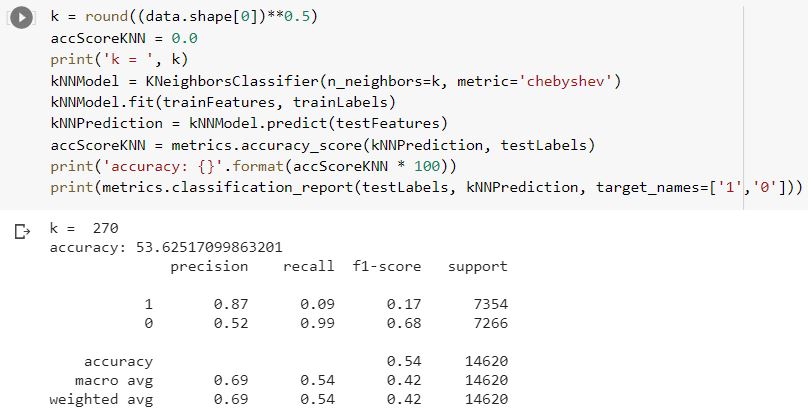 k = round((data.shape[0])**0.5)
accScoreKNN = 0.0
print('k = ', k)
kNNModel = KNeighborsClassifier(n_neighbors=k, metric='chebyshev')
kNNModel.fit(trainFeatures, trainLabels)
kNNPrediction = kNNModel.predict(testFeatures)
accScoreKNN = metrics.accuracy_score(kNNPrediction, testLabels)
print('accuracy: {}'.format(accScoreKNN * 100))
print(metrics.classification_report(testLabels, kNNPrediction, target_names=['1','0']))
k =  270
accuracy: 53.62517099863201
precision    recall  f1-score   support
1       0.87      0.09      0.17      7354
0       0.52      0.99      0.68      7266
accuracy                           0.54     14620
macro avg       0.69      0.54      0.42     14620
weighted avg       0.69      0.54      0.42     14620